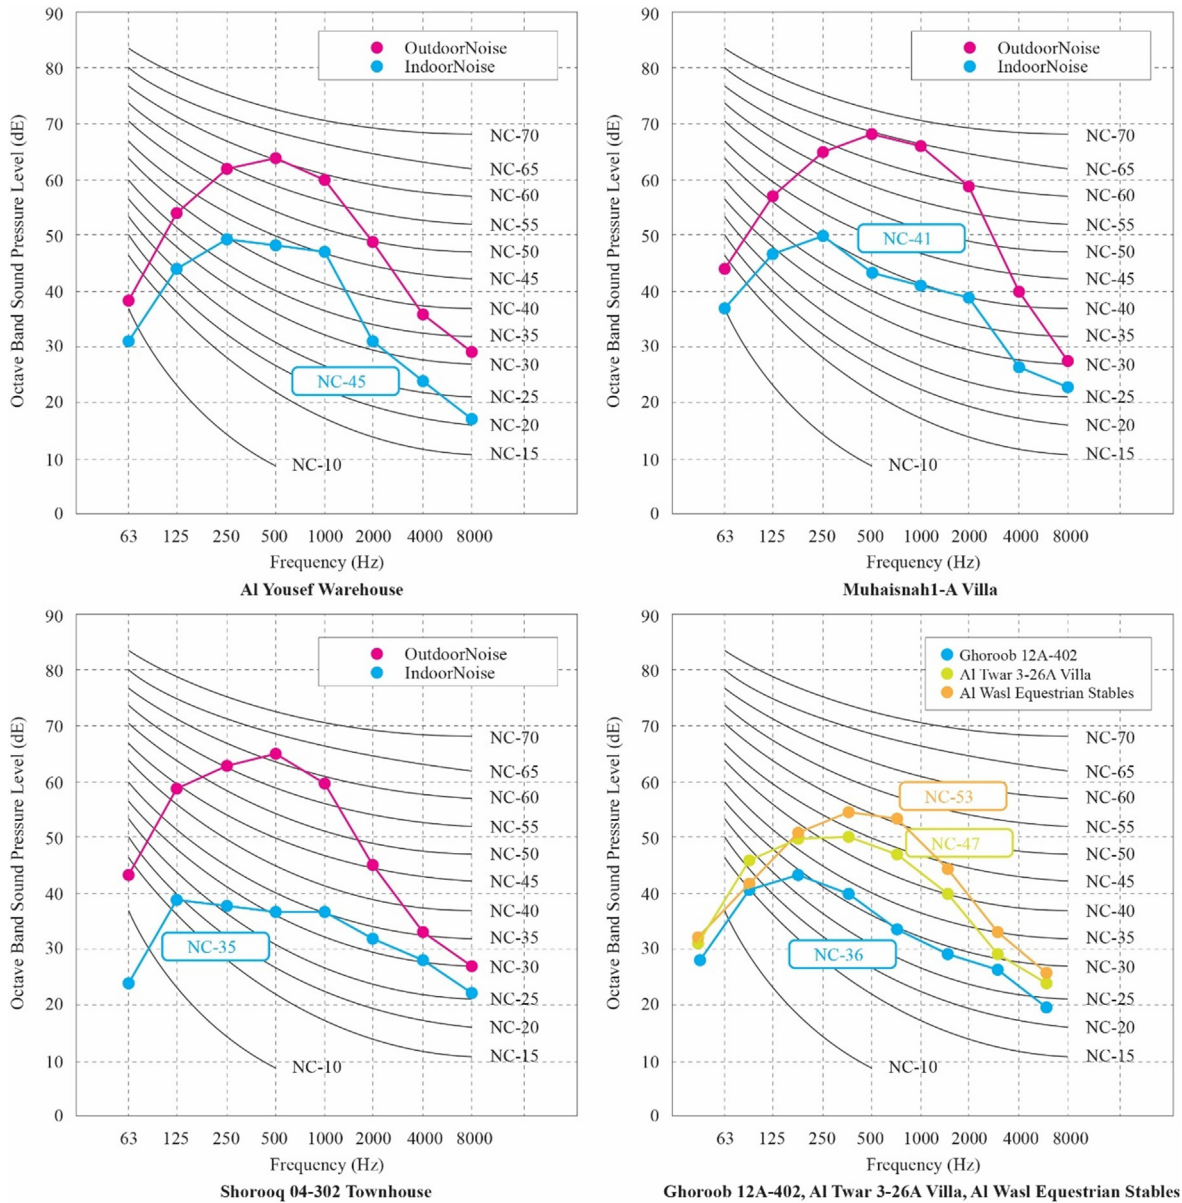 90
80
70
60
50
40
30
20
10
0
Octave Band Sound Pressure Level (dE)
OutdoorNoise
IndoorNoise
NC-70
NC-65
NC-60
NC-55
NC-50
NC-45
NC-40
NC-35
NC-30
NC-25
NC-20
NC-15
NC-10
NC-45
63 125 250 500 1000 2000 4000 8000
Frequency (Hz)
Al Yousef Warehouse
90
80
70
60
50
40
30
20
10
0
Octave Band Sound Pressure Level (dE)
OutdoorNoise
IndoorNoise
NC-70
NC-65
NC-60
NC-55
NC-50
NC-45
NC-40
NC-35
NC-30
NC-25
NC-20
NC-15
NC-10
NC-41
63 125 250 500 1000 2000 4000 8000
Frequency (Hz)
Muhaisnah1-A Villa
90
80
70
60
50
40
30
20
10
0
Octave Band Sound Pressure Level (dE)
OutdoorNoise
IndoorNoise
NC-70
NC-65
NC-60
NC-55
NC-50
NC-45
NC-40
NC-35
NC-30
NC-25
NC-20
NC-15
NC-10
NC-35
63 125 250 500 1000 2000 4000 8000
Frequency (Hz)
Shorooq 04-302 Townhouse
90
80
70
60
50
40
30
20
10
0
Octave Band Sound Pressure Level (dE)
Ghoroob 12A-402
Al Twar 3-26A Villa
Al Wasl Equestrian Stables
NC-70
NC-65
NC-60
NC-55
NC-50
NC-45
NC-40
NC-35
NC-30
NC-25
NC-20
NC-15
NC-10
NC-53
NC-47
NC-36
63 125 250 500 1000 2000 4000 8000
Frequency (Hz)
Ghoroob 12A-402, Al Twar 3-26A Villa, Al Wasl Equestrian Stables